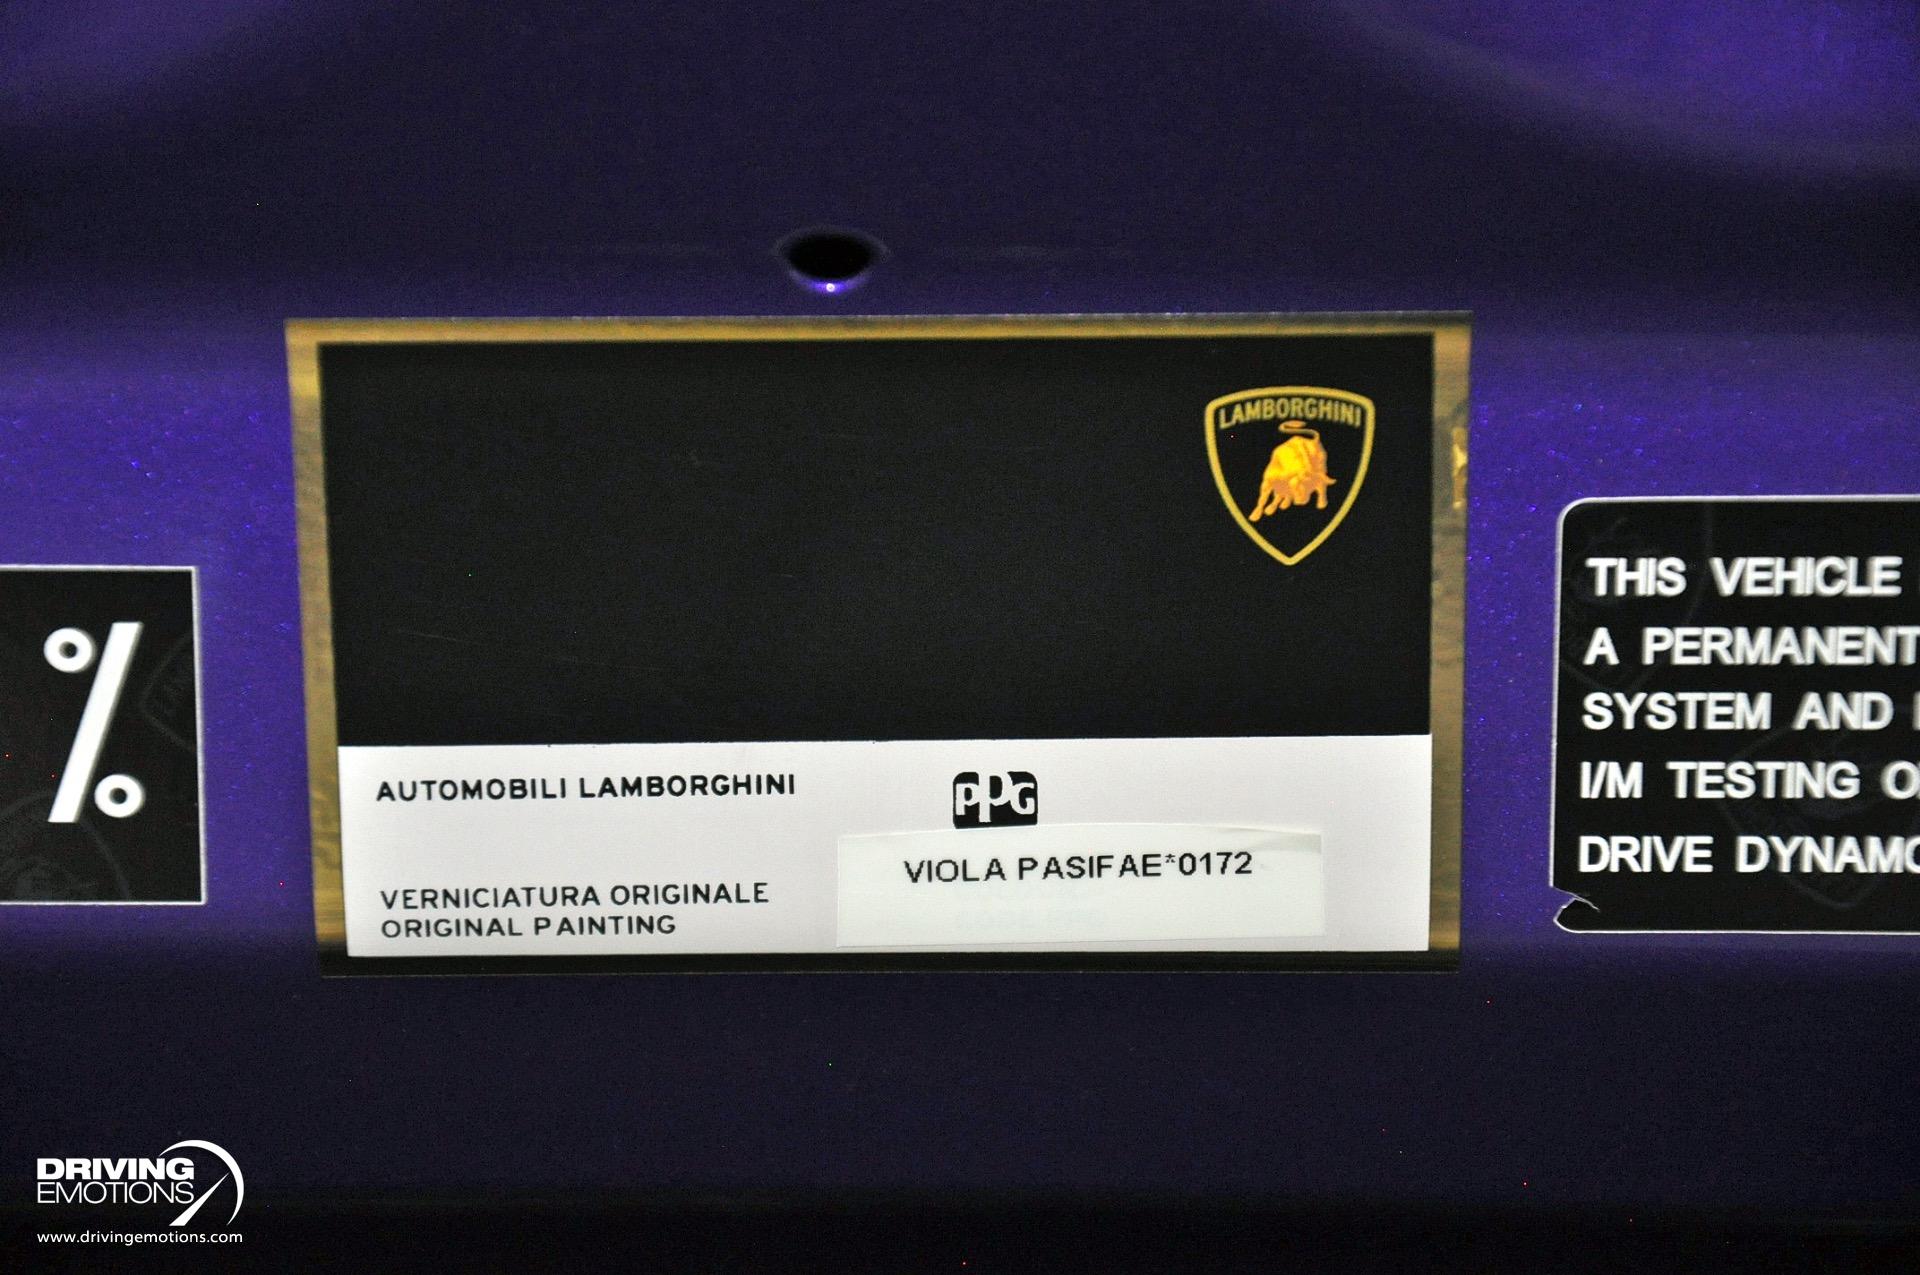 LAMBORGHINI
%
AUTOMOBILI LAMBORGHINI
PPG
VIOLA PASIFAE*0172
VERNICIATURA ORIGINALE
ORIGINAL PAINTING
THIS VEHICLE
A PERMANENT
SYSTEM AND
I/M TESTING
DRIVE DYNAMO
DRIVING
EMOTIONS
www.drivingemotions.com